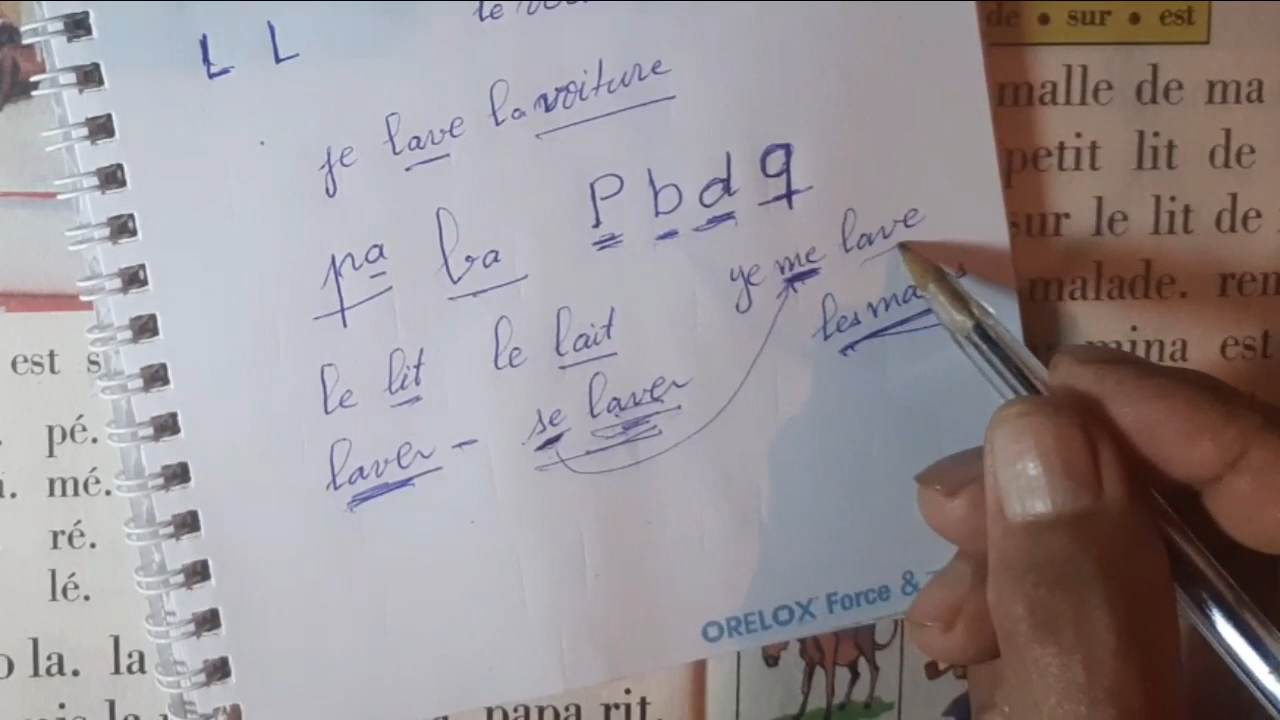 le
L L
je lave la voiture
P b d q
pa ba
je me lave
les ma
le lit le lait
laver - se laver
ORELOX Force &
de • sur • est
malle de ma
petit lit de
sur le lit de
malade. ren
mina est
est s
pé.
mé.
ré.
lé.
la. la
papa rit.